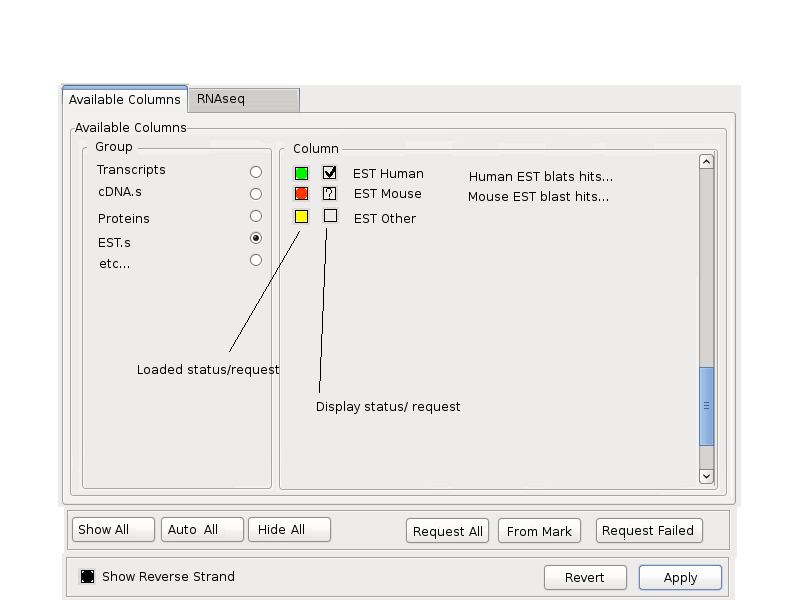 Available Columns RNAseq
Available Columns
Group
Transcripts
cDNA.s
Proteins
EST.s
etc...
Column
EST Human Human EST blats hits...
? EST Mouse Mouse EST blast hits...
EST Other
Loaded status/request
Display status/ request
Show All Auto All Hide All Request All From Mark Request Failed
Show Reverse Strand Revert Apply